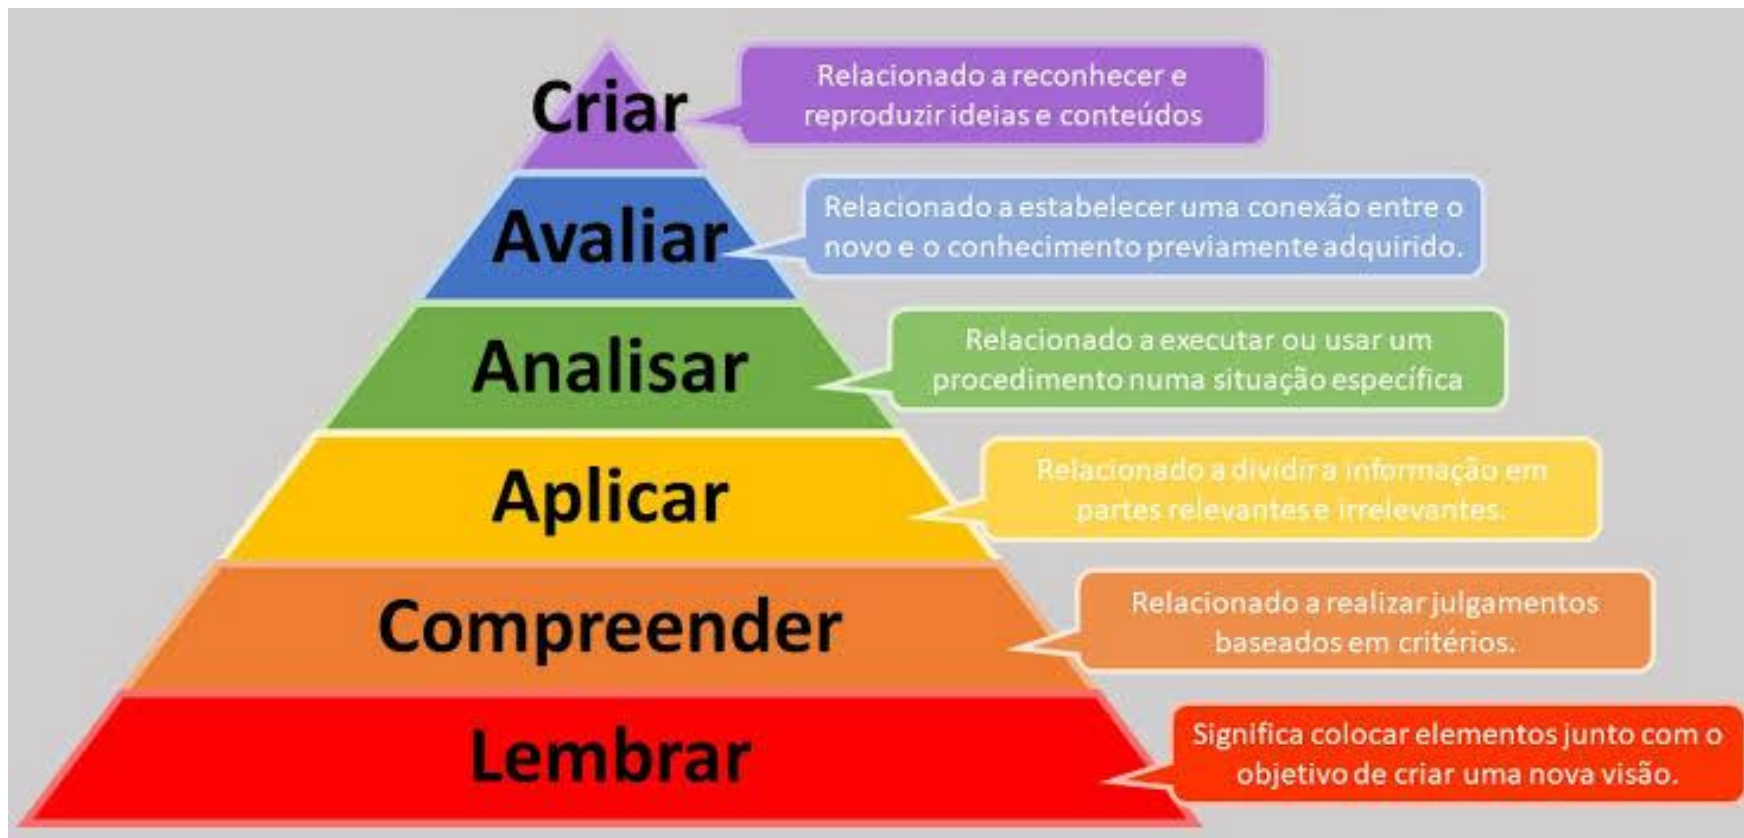 Criar
Relacionado a reconhecer e
reproduzir ideias e conteúdos
Avaliar
Relacionado a estabelecer uma conexão entre o
novo e o conhecimento previamente adquirido.
Analisar
Relacionado a executar ou usar um
procedimento numa situação específica
Aplicar
Relacionado a dividir a informação em
partes relevantes e irrelevantes.
Compreender
Relacionado a realizar julgamentos
baseados em critérios.
Lembrar
Significa colocar elementos junto com o
objetivo de criar uma nova visão.